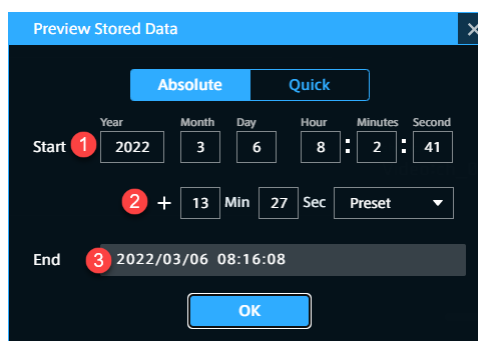 Preview Stored Data
Absolute Quick
Year Month Day Hour Minutes Second
Start 1 2022 3 6 8 : 2 : 41
2 + 13 Min 27 Sec Preset
End 3 2022/03/06 08:16:08
OK